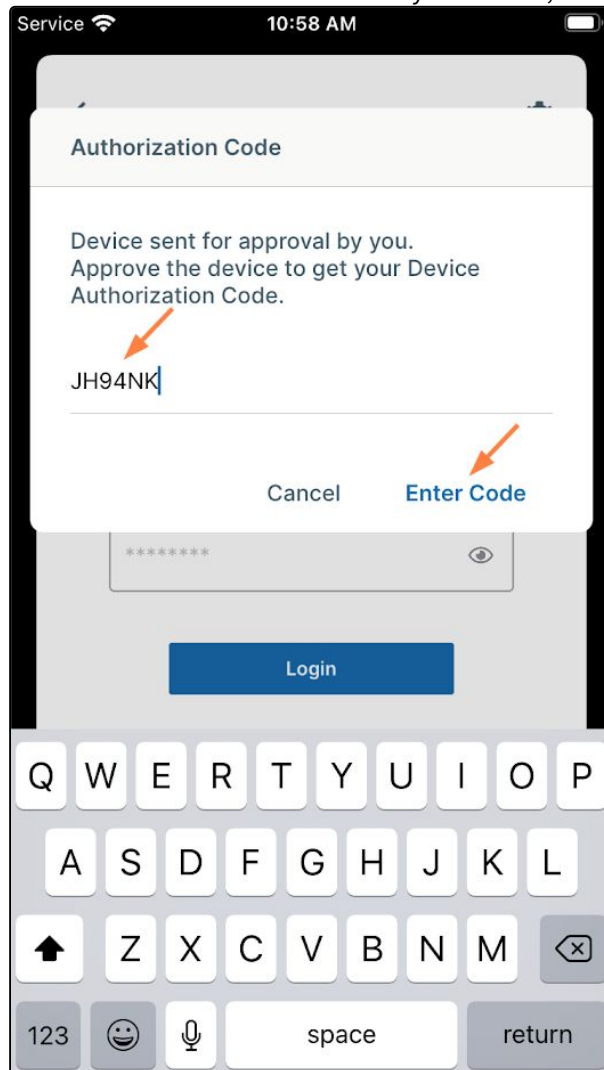 Service 10:58 AM
Authorization Code
Device sent for approval by you.
Approve the device to get your Device
Authorization Code.
JH94NK
Cancel Enter Code
********
Login
Q W E R T Y U I O P
A S D F G H J K L
Z X C V B N M
123 space return